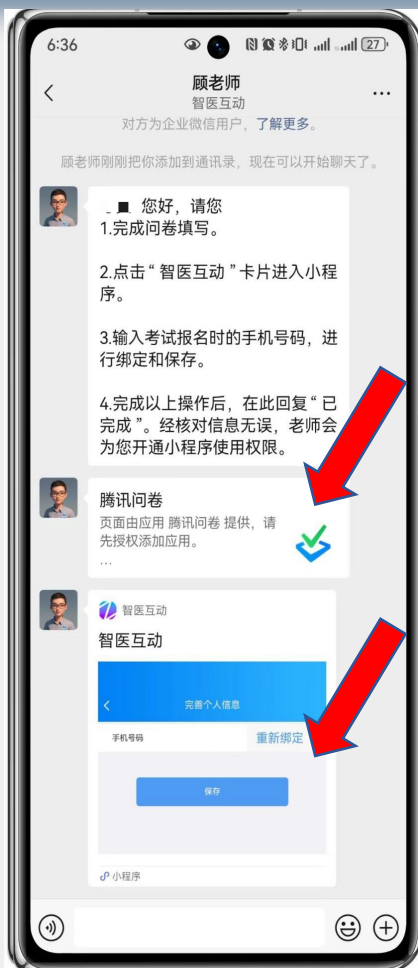 6:36
27
顾老师
智医互动
对方为企业微信用户，了解更多。
顾老师刚刚把你添加到通讯录，现在可以开始聊天了。
您好，请您
1.完成问卷填写。
2.点击“智医互动”卡片进入小程
序。
3.输入考试报名时的手机号码，进
行绑定和保存。
4.完成以上操作后，在此回复“已
完成”。经核对信息无误，老师会
为您开通小程序使用权限。
腾讯问卷
页面由应用 腾讯问卷 提供，请
先授权添加应用。
...
智医互动
智医互动
完善个人信息
手机号码
重新绑定
保存
小程序